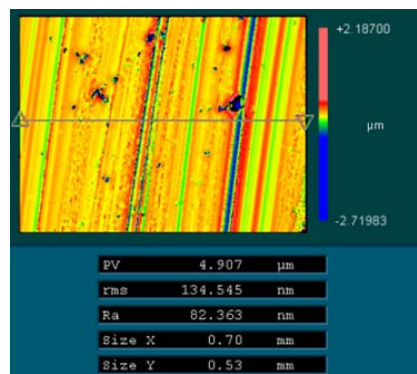 +2.18700
µm
-2.71983
PV 4.907 µm
rms 134.545 nm
Ra 82.363 nm
Size X 0.70 mm
Size Y 0.53 mm